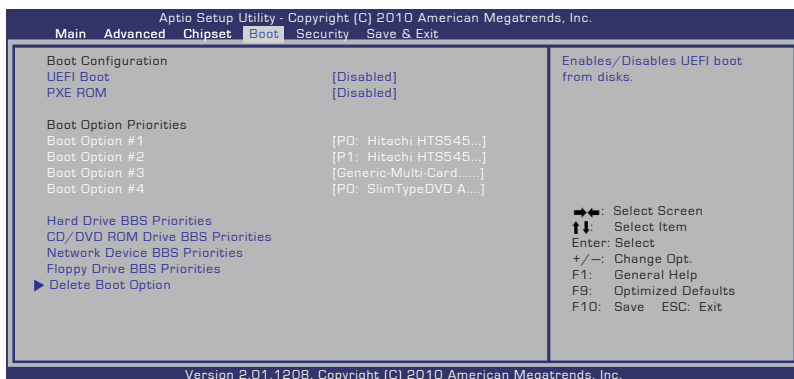 Aptio Setup Utility - Copyright (C) 2010 American Megatrends, Inc.
Main Advanced Chipset Boot Security Save & Exit
Boot Configuration
UEFI Boot [Disabled]
PXE ROM [Disabled]
Boot Option Priorities
Boot Option #1 [P0: Hitachi HTS545...]
Boot Option #2 [P1: Hitachi HTS545...]
Boot Option #3 [Generic-Multi-Card......]
Boot Option #4 [P0: SlimTypeDVD A....]
Hard Drive BBS Priorities
CD/DVD ROM Drive BBS Priorities
Network Device BBS Priorities
Floppy Drive BBS Priorities
Delete Boot Option
Enables/Disables UEFI boot
from disks.
→←: Select Screen
↑↓: Select Item
Enter: Select
+/—: Change Opt.
F1: General Help
F9: Optimized Defaults
F10: Save ESC: Exit
Version 2.01.1208. Copyright (C) 2010 American Megatrends, Inc.